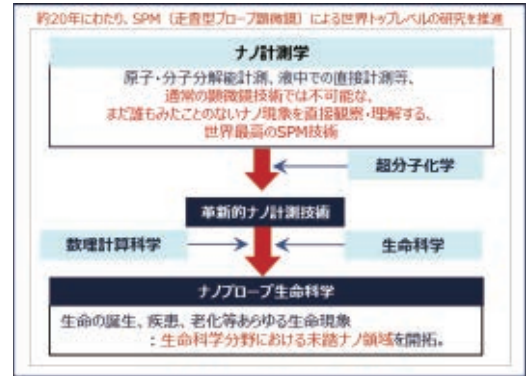 約20年にわたり、SPM（走査型プローブ顕微鏡）による世界トップレベルの研究を推進
ナノ計測学
原子・分子分解能計測、液中での直接計測等、
通常の顕微鏡技術では不可能な、
まだ誰もみたことのないナノ現象を直接観察・理解する、
世界最高のSPM技術
超分子化学
革新的ナノ計測技術
数理計算科学
生命科学
ナノプローブ生命科学
生命の誕生、疾患、老化等あらゆる生命現象
：生命科学分野における未踏ナノ領域を開拓。